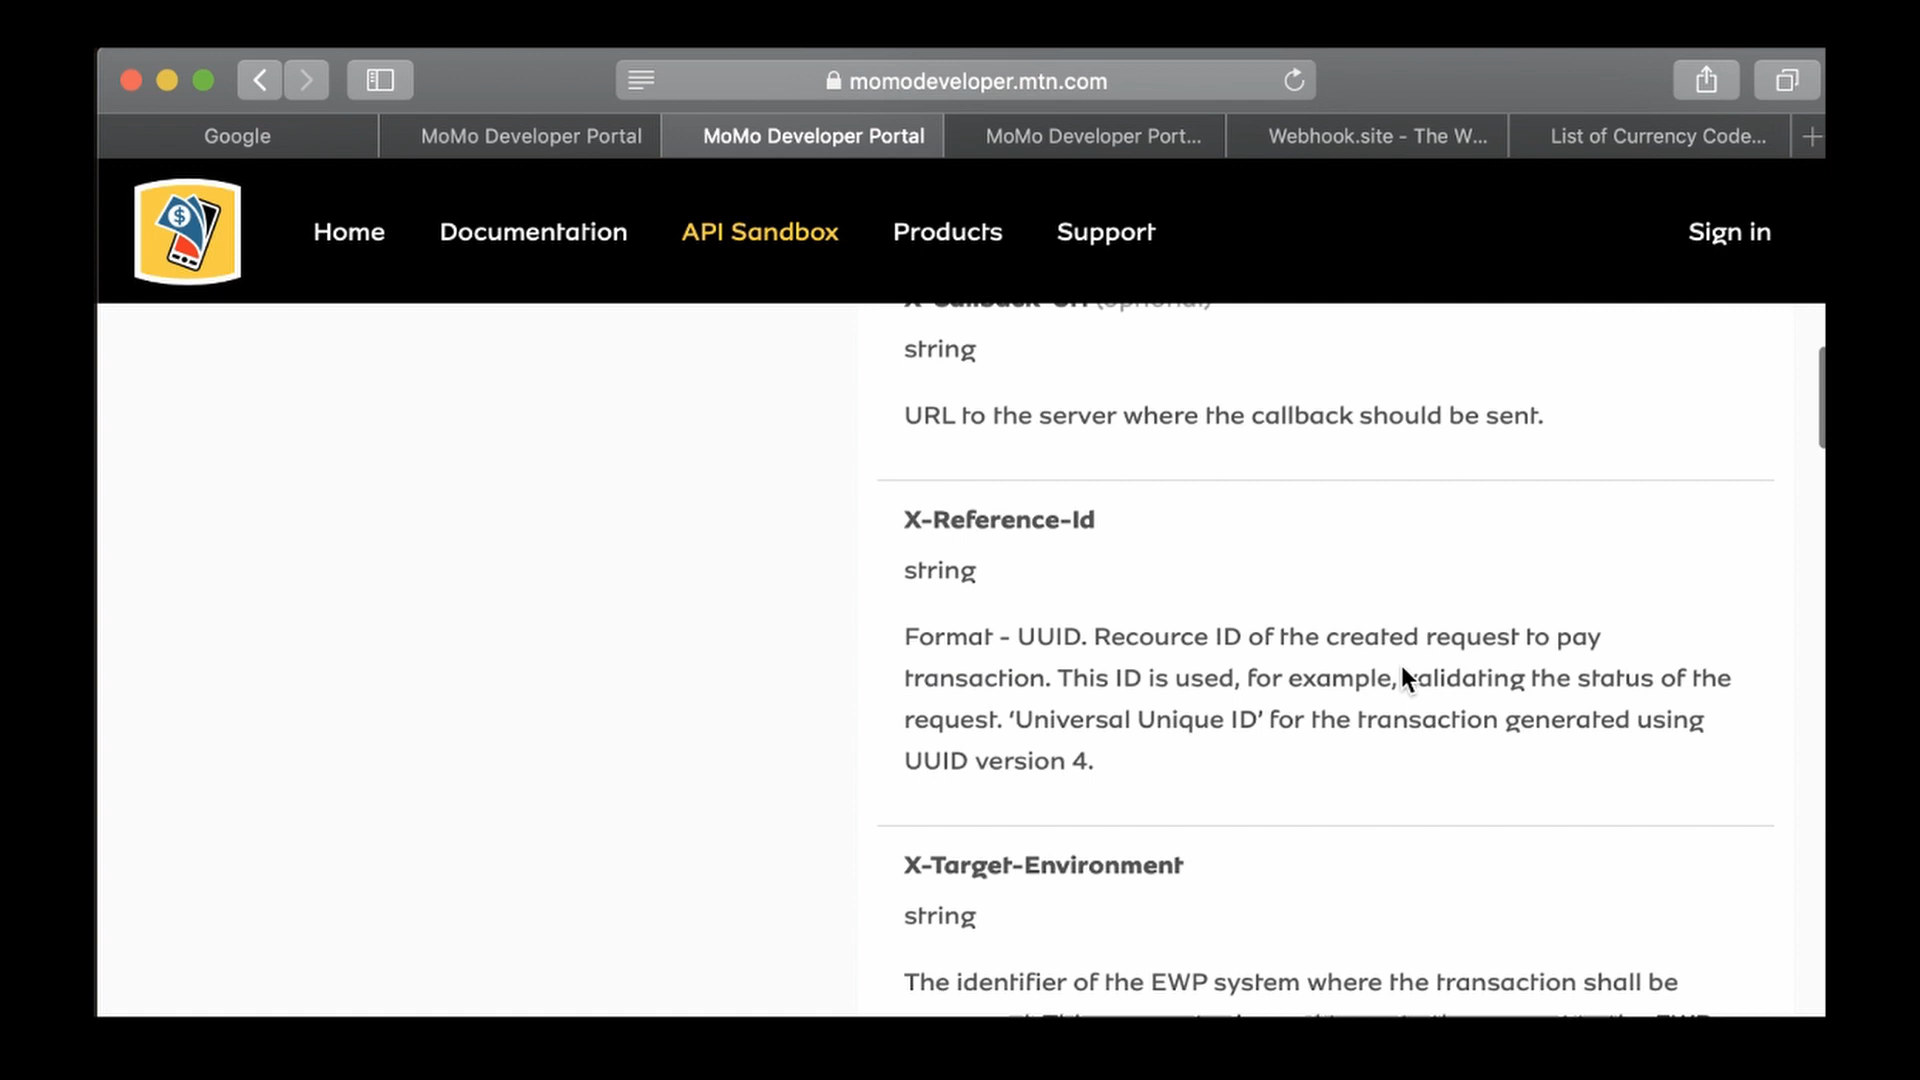 momodeveloper.mtn.com
Google
MoMo Developer Portal
MoMo Developer Portal
MoMo Developer Port...
Webhook.site - The W...
List of Currency Code...
$
Home
Documentation
API Sandbox
Products
Support
Sign in
X-Callback-Url (optional)
string
URL to the server where the callback should be sent.
X-Reference-Id
string
Format - UUID. Recource ID of the created request to pay
transaction. This ID is used, for example, validating the status of the
request. ‘Universal Unique ID’ for the transaction generated using
UUID version 4.
X-Target-Environment
string
The identifier of the EWP system where the transaction shall be